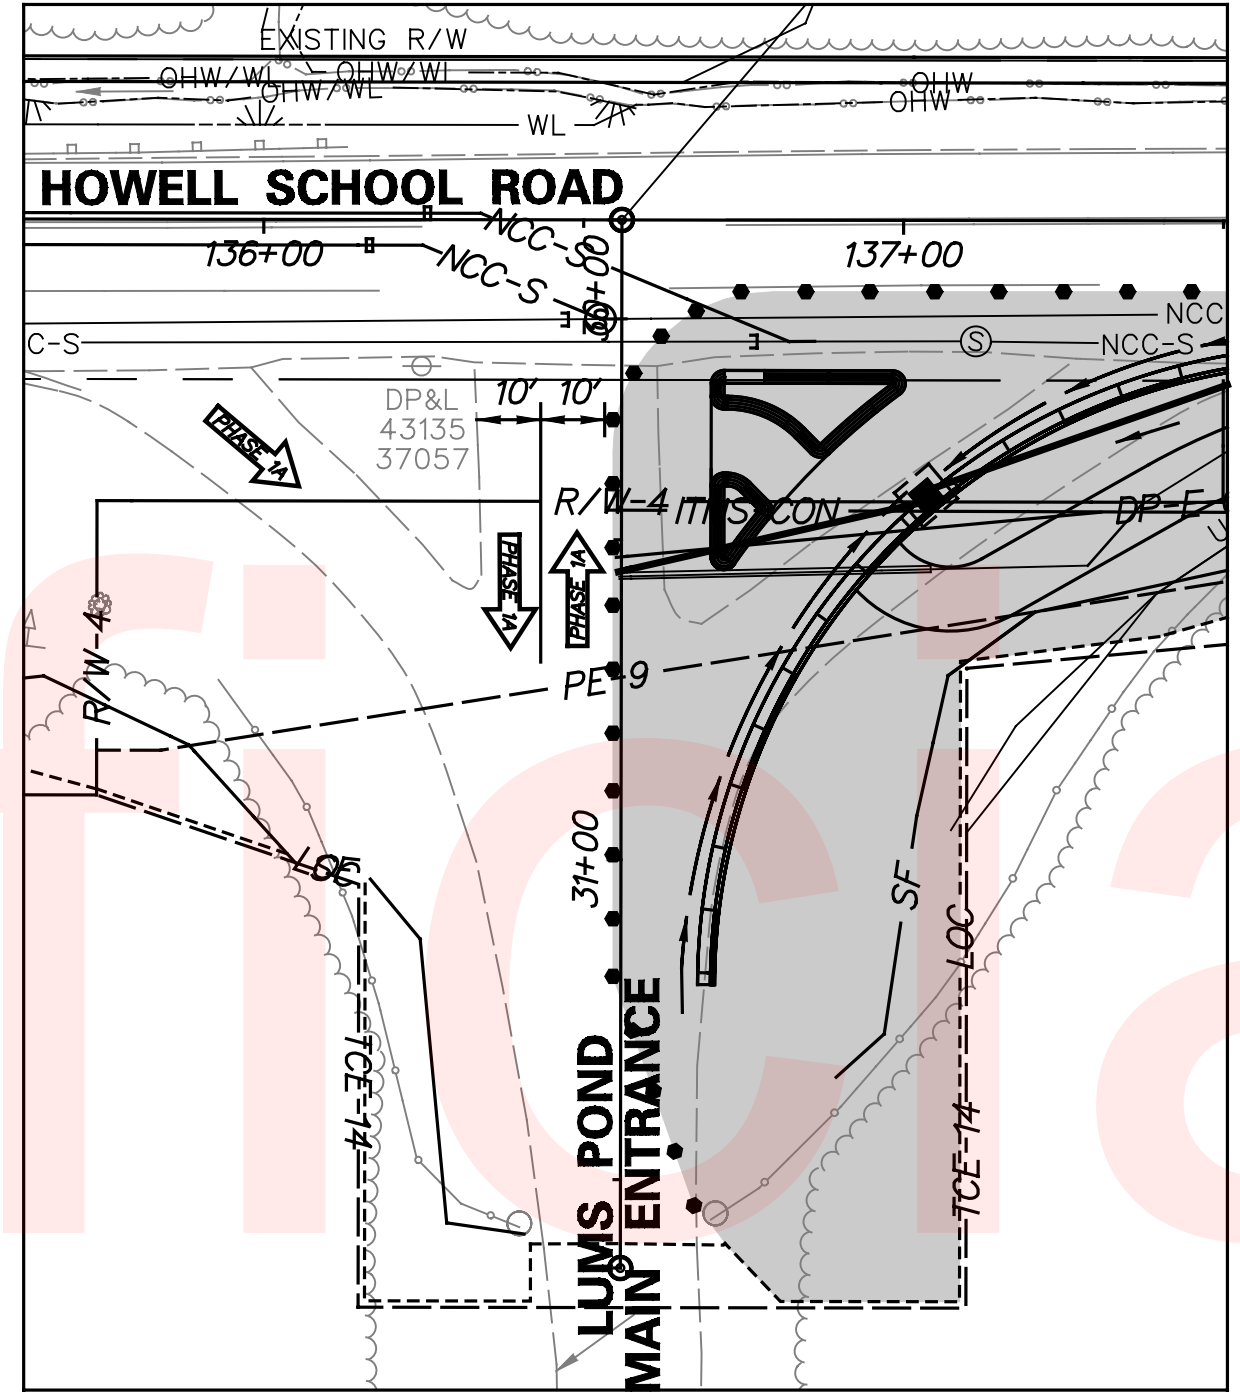 EXISTING R/W
OHW/WL
OHW/WL
OHW/WL
OHW
OHW
WL
HOWELL SCHOOL ROAD
136+00
137+00
NCC-S
NCC-S
NCC
C-S
S
NCC-S
DP&L
43135
37057
10' 10'
PHASE 1A
R/W-4
PHASE 1A
PHASE 1A
R/W-4
PE-9
31+00
SF
LOC
TCE-14
TCE-14
LUMS POND
MAIN ENTRANCE
ficia